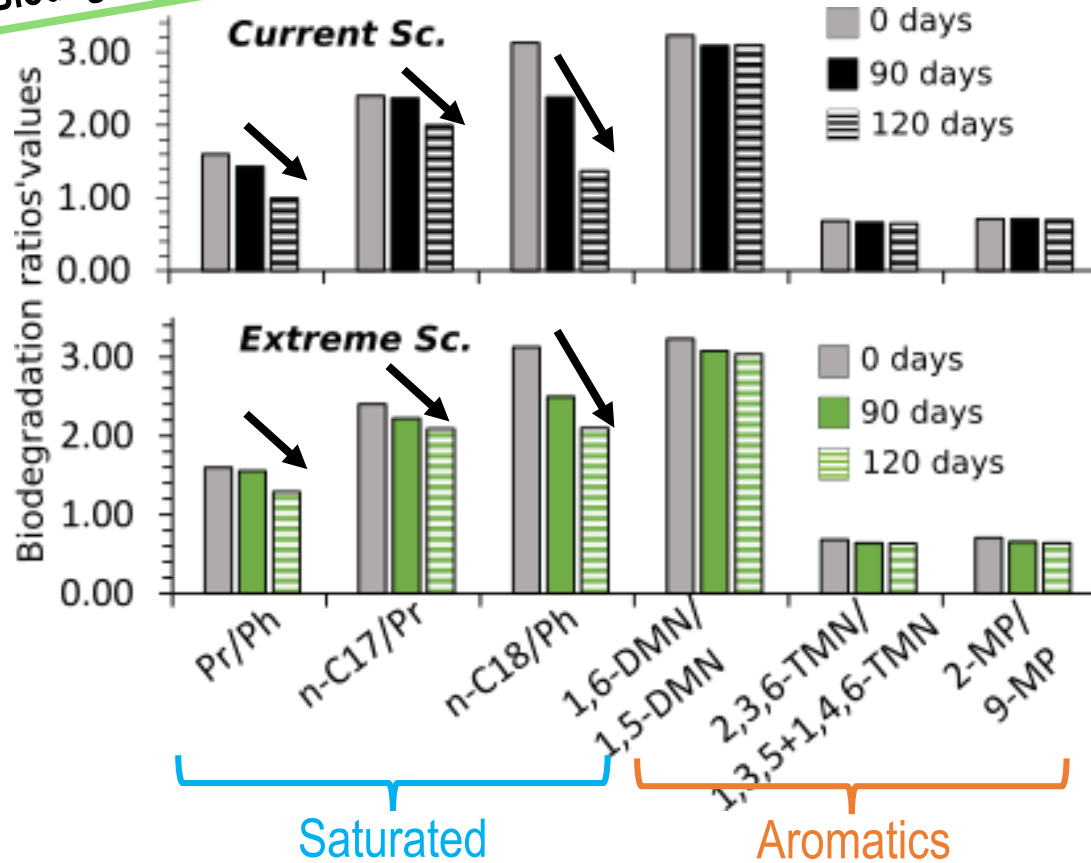 Current Sc.
0 days
90 days
120 days
3.00
2.00
1.00
0.00
Biodegradation ratios'values
Extreme Sc.
0 days
90 days
120 days
3.00
2.00
1.00
0.00
Pr/Ph
n-C17/Pr
n-C18/Ph
1,6-DMN/
1,5-DMN
2,3,6-TMN/
1,3,5+1,4,6-TMN
2-MP/
9-MP
Saturated
Aromatics